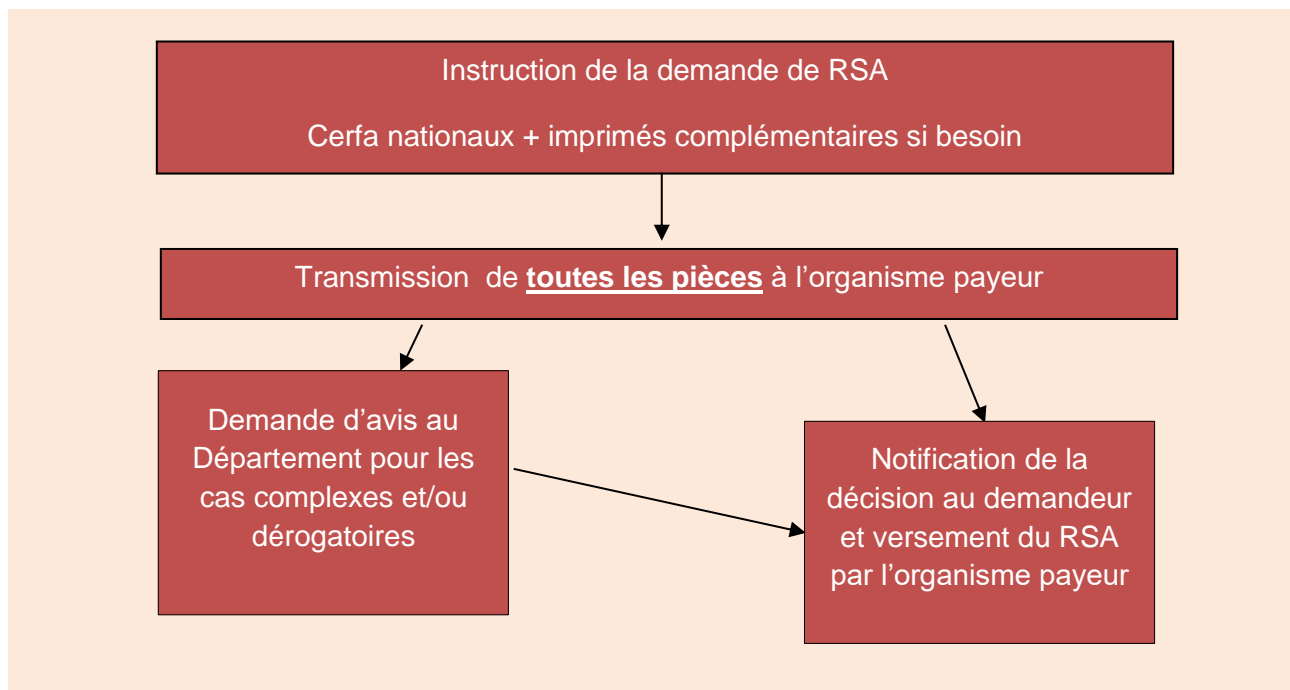 Instruction de la demande de RSA
Cerfa nationaux + imprimés complémentaires si besoin
Transmission de toutes les pièces à l’organisme payeur
Demande d’avis au
Département pour les
cas complexes et/ou
dérogatoires
Notification de la
décision au demandeur
et versement du RSA
par l’organisme payeur